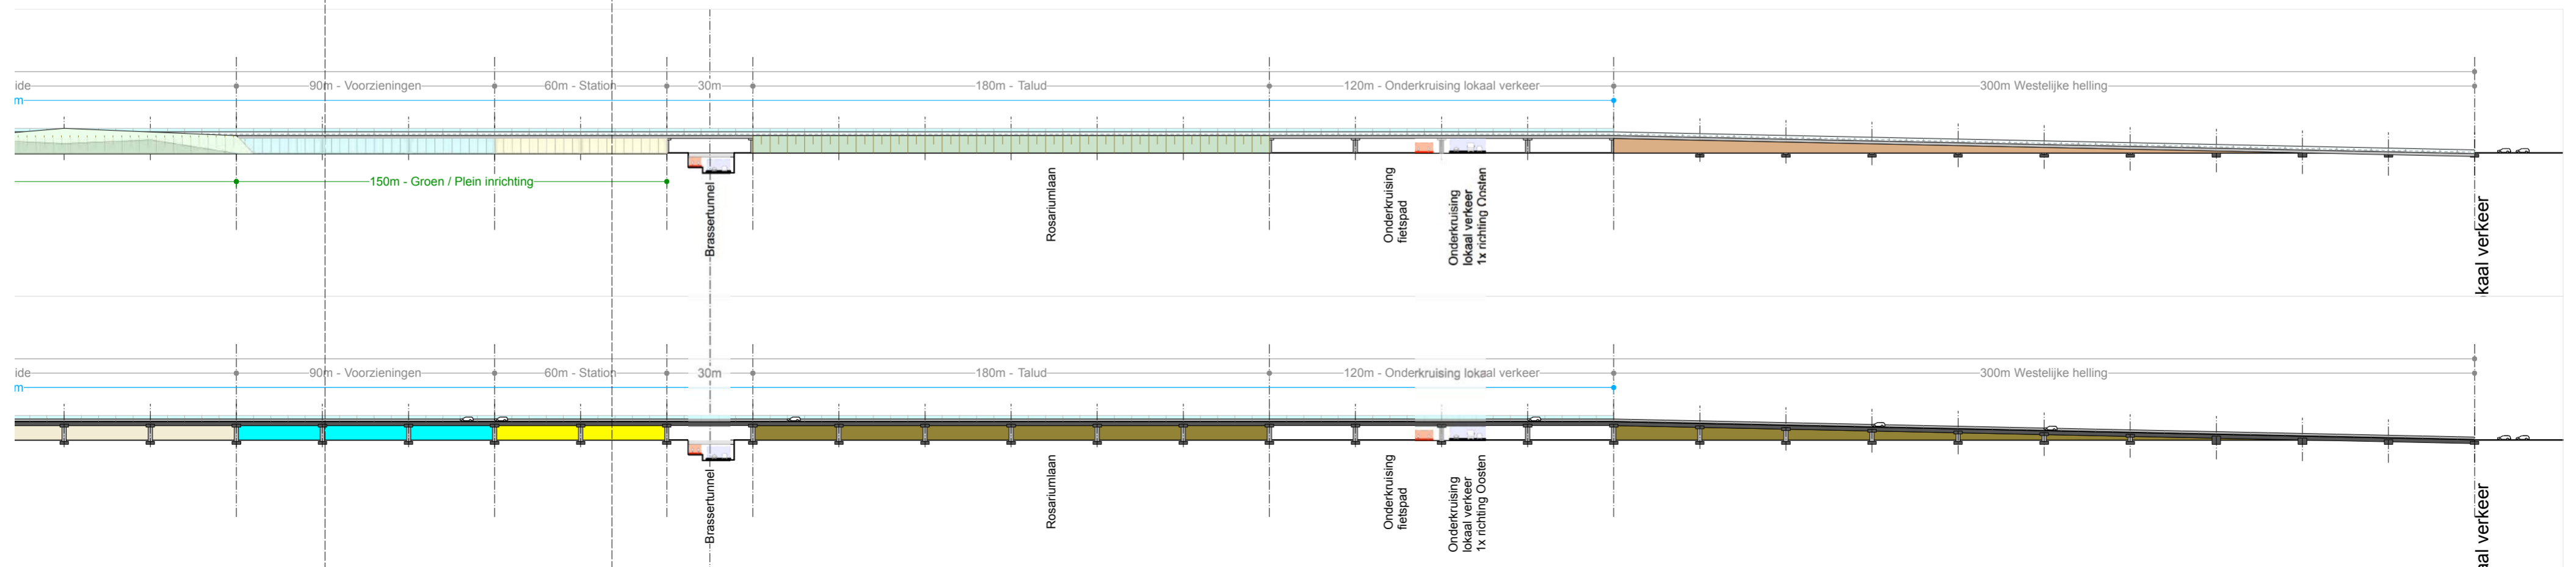 ide
90m - Voorzieningen
60m - Station
30m
180m - Talud
120m - Onderkruising lokaal verkeer
300m Westelijke helling
m
150m - Groen / Plein inrichting
Brassertunnel
Rosariumlaan
Onderkruising
fietspad
Onderkruising
lokaal verkeer
1x richting Oosten
okaal verkeer
ide
90m - Voorzieningen
60m - Station
30m
180m - Talud
120m - Onderkruising lokaal verkeer
300m Westelijke helling
m
Brassertunnel
Rosariumlaan
Onderkruising
fietspad
Onderkruising
lokaal verkeer
1x richting Oosten
aal verkeer